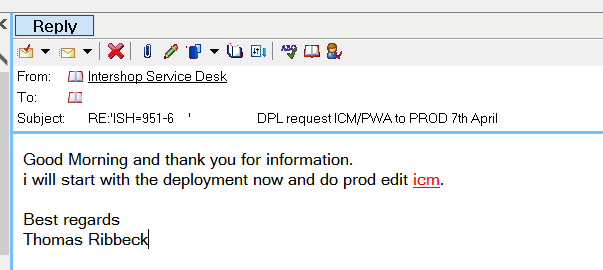 Reply
From: Intershop Service Desk
To:
Subject: RE:'ISH=951-6 ' DPL request ICM/PWA to PROD 7th April
Good Morning and thank you for information.
i will start with the deployment now and do prod edit icm.
Best regards
Thomas Ribbeck